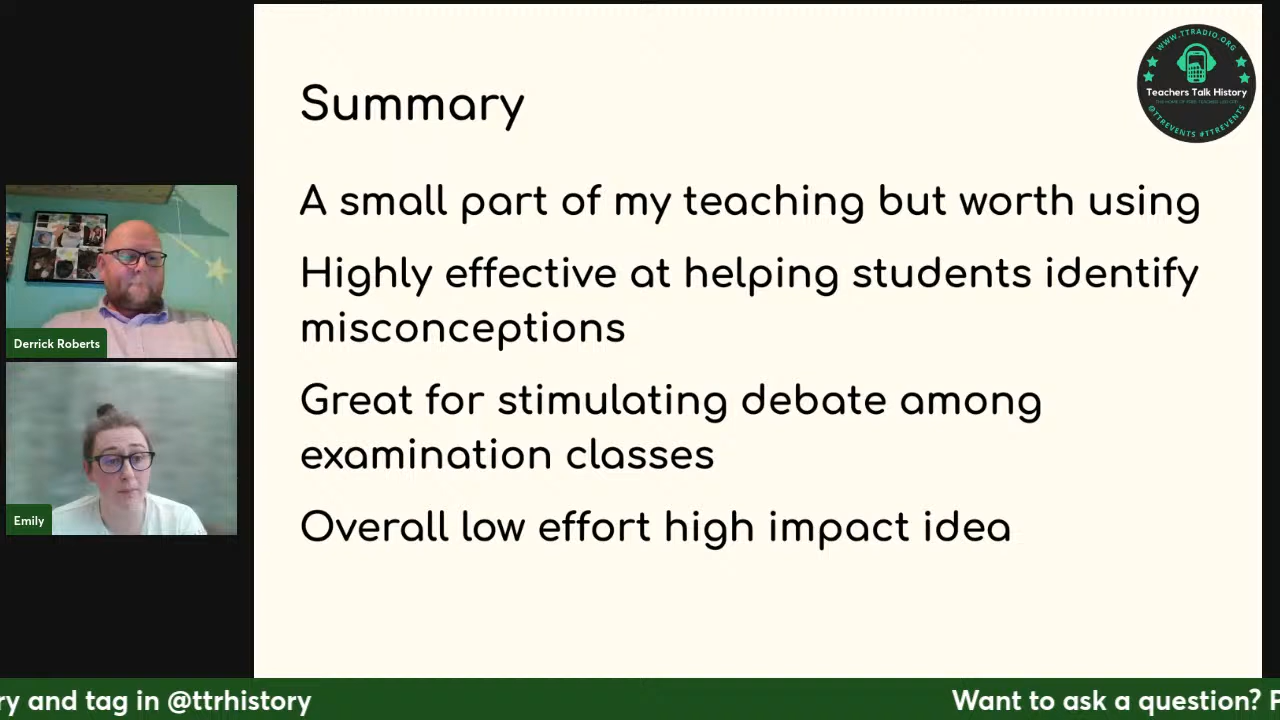 Summary
A small part of my teaching but worth using
Highly effective at helping students identify
misconceptions
Great for stimulating debate among
examination classes
Overall low effort high impact idea
WWW.TTRADIO.ORG
Teachers Talk History
@TTREVENTS #TTREVENTS
Derrick Roberts
Emily
ry and tag in @ttrhistory
Want to ask a question? P